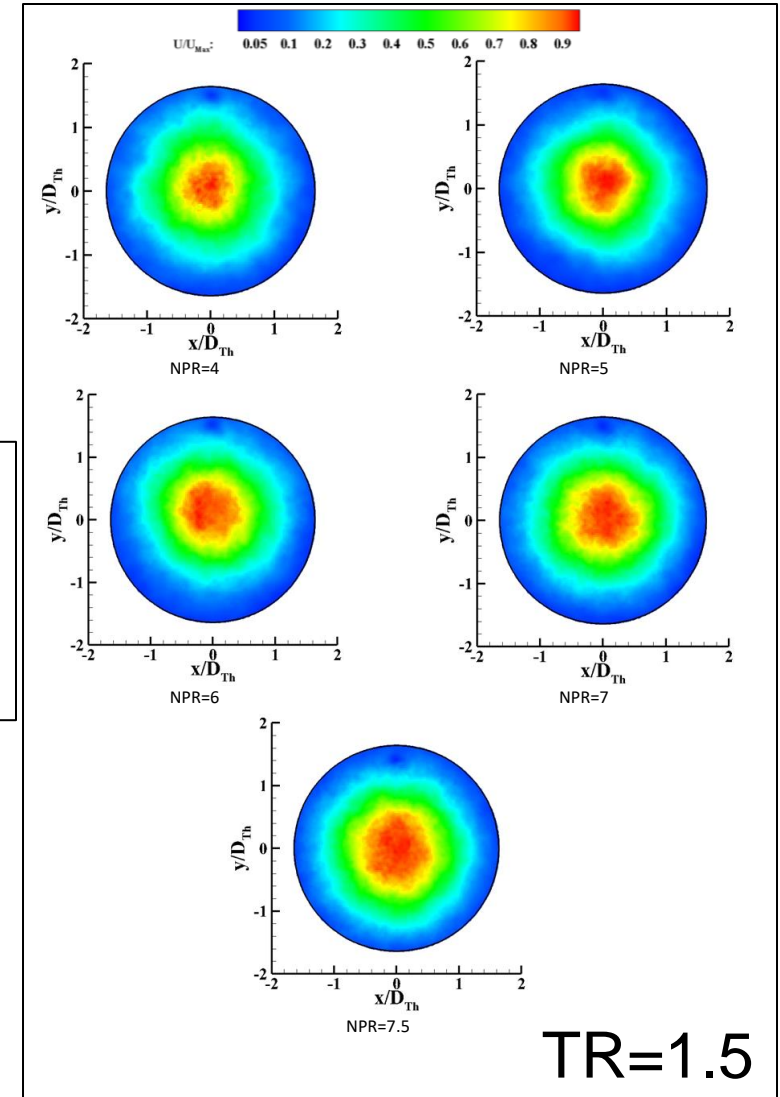 U/U_Max: 0.05 0.1 0.2 0.3 0.4 0.5 0.6 0.7 0.8 0.9
2
1
0
-1
-2
y/D_Th
-2 -1 0 1 2
x/D_Th
NPR=4
2
1
0
-1
-2
y/D_Th
-2 -1 0 1 2
x/D_Th
NPR=5
2
1
0
-1
-2
y/D_Th
-2 -1 0 1 2
x/D_Th
NPR=6
2
1
0
-1
-2
y/D_Th
-2 -1 0 1 2
x/D_Th
NPR=7
2
1
0
-1
-2
y/D_Th
-2 -1 0 1 2
x/D_Th
NPR=7.5
TR=1.5